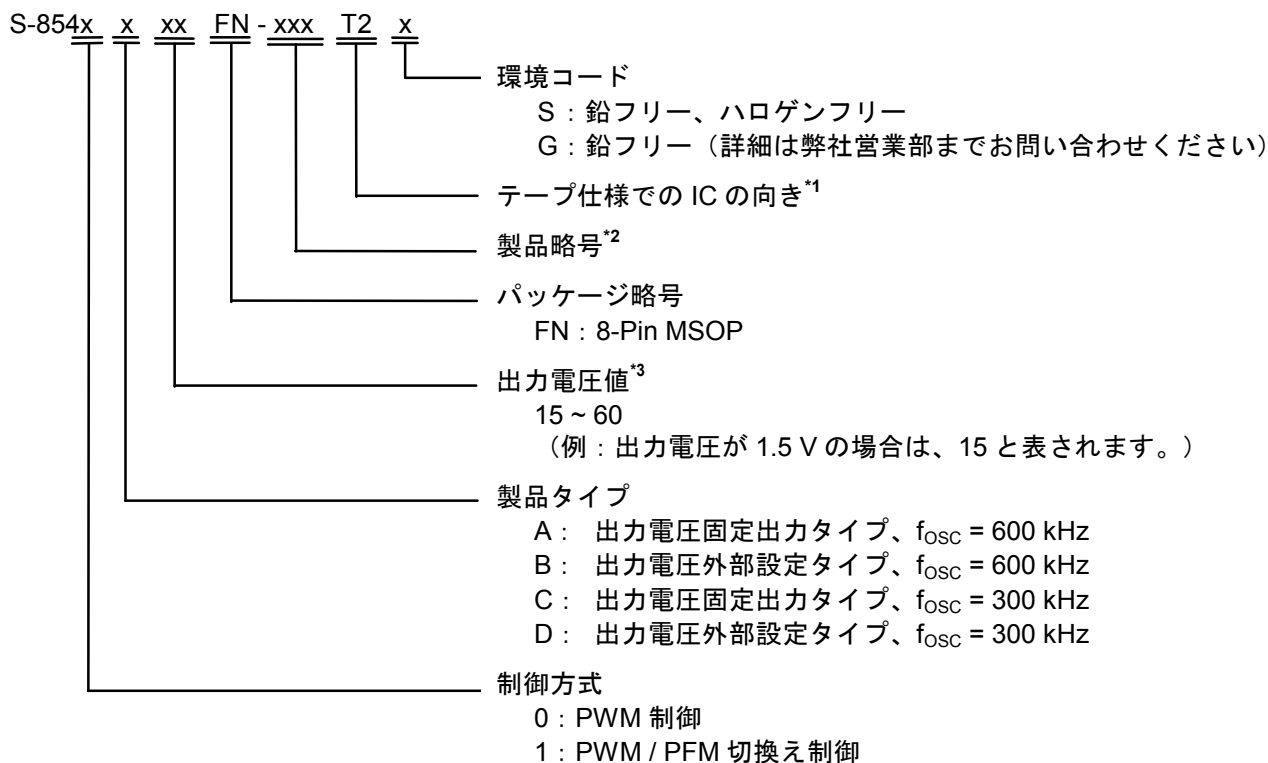 S-854x x xx FN - xxx T2 x
環境コード
S:鉛フリー、ハロゲンフリー
G:鉛フリー(詳細は弊社営業部までお問い合わせください)
テープ仕様での IC の向き*1
製品略号*2
パッケージ略号
FN:8-Pin MSOP
出力電圧値*3
15 ~ 60
(例:出力電圧が 1.5 V の場合は、15 と表されます。)
製品タイプ
A: 出力電圧固定出力タイプ、fOSC = 600 kHz
B: 出力電圧外部設定タイプ、fOSC = 600 kHz
C: 出力電圧固定出力タイプ、fOSC = 300 kHz
D: 出力電圧外部設定タイプ、fOSC = 300 kHz
制御方式
0:PWM 制御
1:PWM / PFM 切換え制御